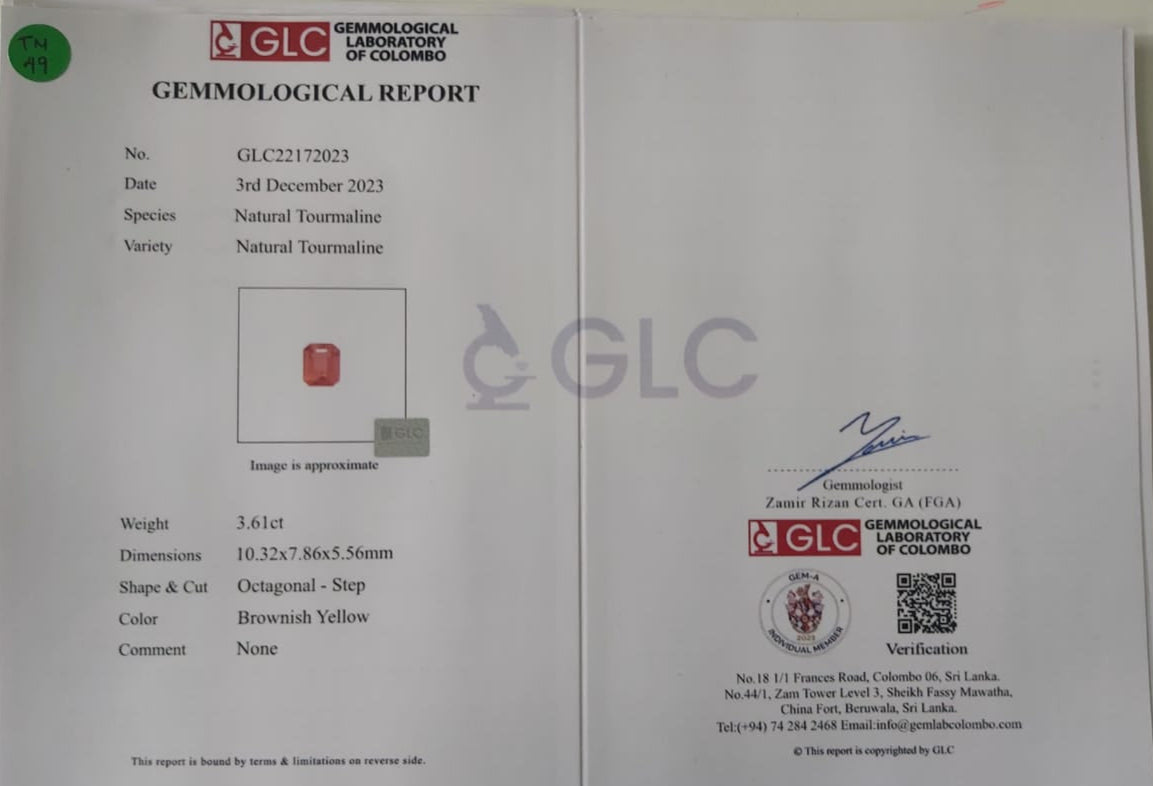 TM
49
GLC GEMMOLOGICAL
LABORATORY
OF COLOMBO
GEMMOLOGICAL REPORT
No. GLC22172023
Date 3rd December 2023
Species Natural Tourmaline
Variety Natural Tourmaline
GLC
Image is approximate
Weight 3.61ct
Dimensions 10.32x7.86x5.56mm
Shape & Cut Octagonal - Step
Color Brownish Yellow
Comment None
This report is bound by terms & limitations on reverse side.
GLC
Gemmologist
Zamir Rizan Cert. GA (FGA)
GLC GEMMOLOGICAL
LABORATORY
OF COLOMBO
GEM-A
2023
INDIVIDUAL MEMBER
Verification
No.18 1/1 Frances Road, Colombo 06, Sri Lanka.
No.44/1, Zam Tower Level 3, Sheikh Fassy Mawatha,
China Fort, Beruwala, Sri Lanka.
Tel:(+94) 74 284 2468 Email:info@gemlabcolombo.com
© This report is copyrighted by GLC